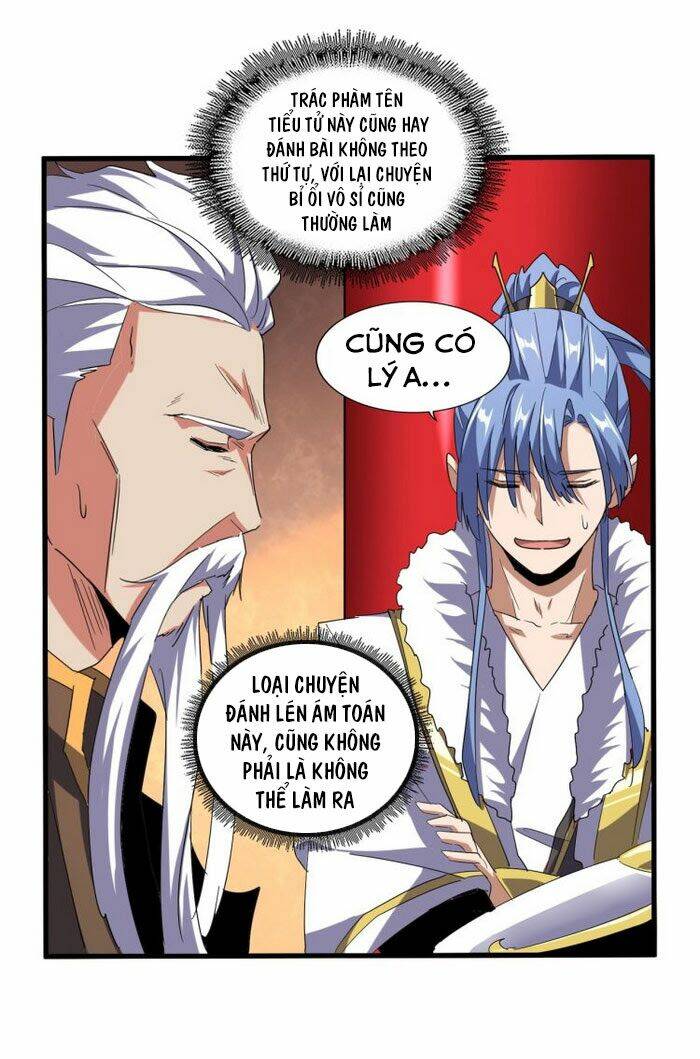 TRÁC PHÀM TÊN
TIỂU TỬ NÀY CŨNG HAY
ĐÁNH BÀI KHÔNG THEO
THỨ TỰ, VỚI LẠI CHUYỆN
BỈ ỔI VÔ SỈ CŨNG
THƯỜNG LÀM
CŨNG CÓ
LÝ A...
LOẠI CHUYỆN
ĐÁNH LÉN ÁM TOÁN
NÀY, CŨNG KHÔNG
PHẢI LÀ KHÔNG
THỂ LÀM RA